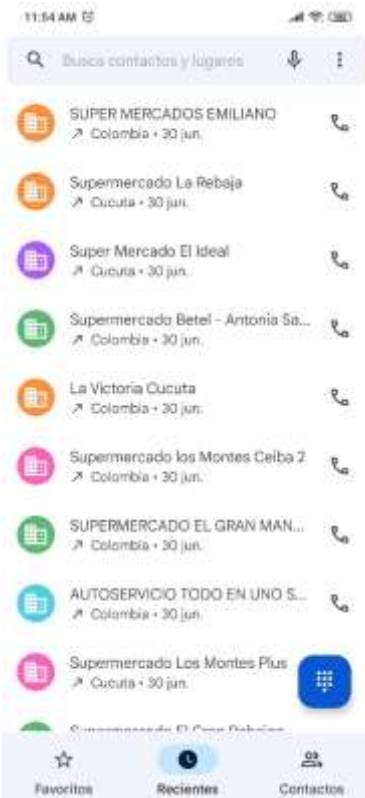 11:54 AM
Busca contactos y lugares
SUPER MERCADOS EMILIANO
↗ Colombia • 30 jun.
Supermercado La Rebaja
↗ Cucuta • 30 jun.
Super Mercado El Ideal
↗ Cucuta • 30 jun.
Supermercado Betel - Antonia Sa...
↗ Colombia • 30 jun.
La Victoria Cucuta
↗ Colombia • 30 jun.
Supermercado los Montes Ceiba 2
↗ Colombia • 30 jun.
SUPERMERCADO EL GRAN MAN...
↗ Colombia • 30 jun.
AUTOSERVICIO TODO EN UNO S...
↗ Colombia • 30 jun.
Supermercado Los Montes Plus
↗ Cucuta • 30 jun.
Supermercado El Gran
Favoritos
Recientes
Contactos